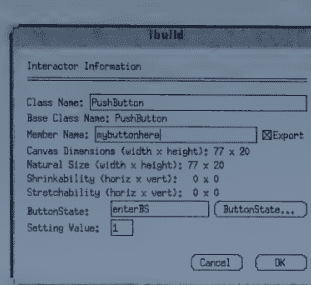 ibuild
Interactor Information
Class Name: PushButton
Base Class Name: PushButton
Member Name: mybuttonhere Export
Canvas Dimensions (width x height): 77 x 20
Natural Size (width x height): 77 x 20
Shrinkability (horiz x vert): 0 x 0
Stretchability (horiz x vert): 0 x 0
ButtonState: enterBS ButtonState...
Setting Value: 1
Cancel OK